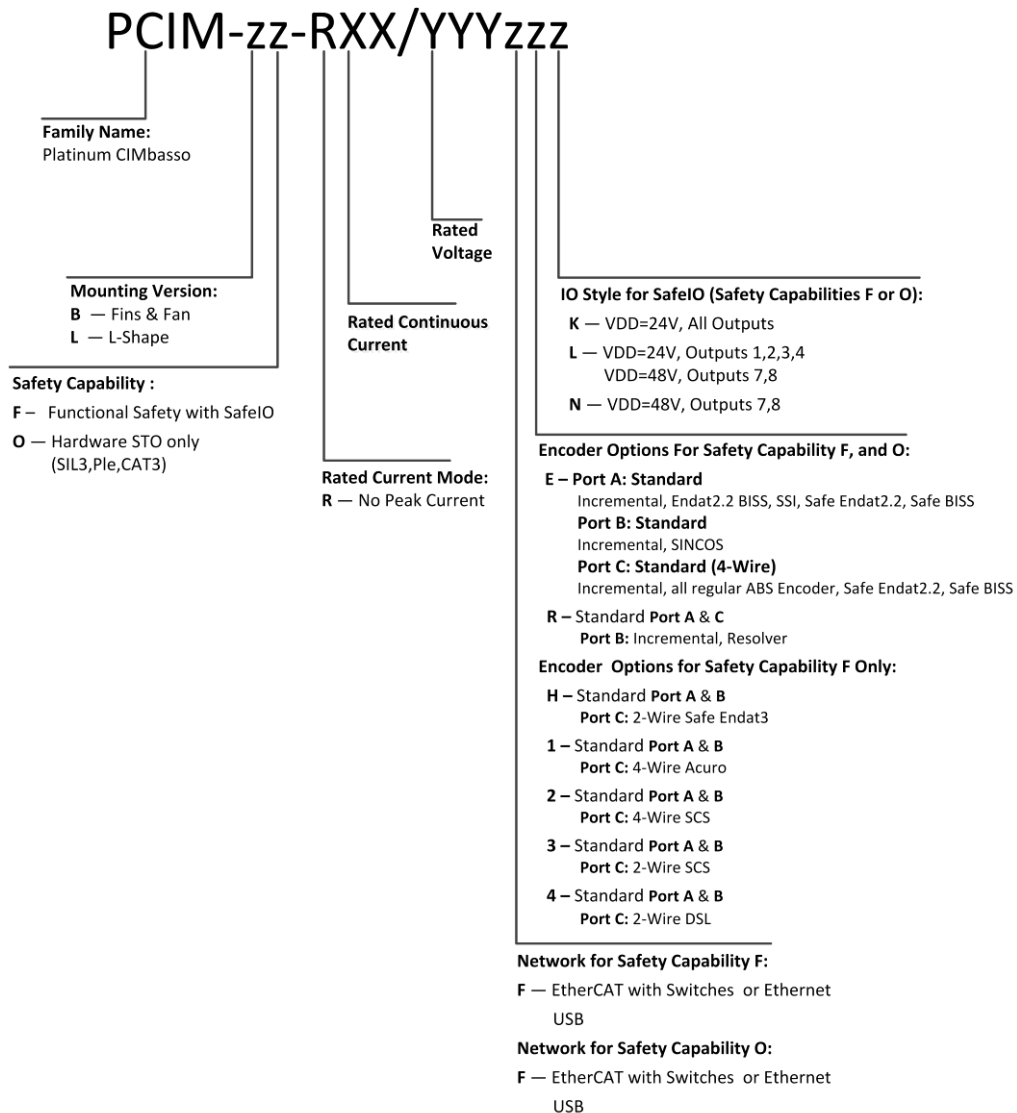 PCIM-zz-RXX/YYYzzz
Family Name:
Platinum CIMbasso
Rated
Voltage
Mounting Version:
B — Fins & Fan
L — L-Shape
Rated Continuous
Current
IO Style for SafeIO (Safety Capabilities F or O):
K — VDD=24V, All Outputs
L — VDD=24V, Outputs 1,2,3,4
VDD=48V, Outputs 7,8
N — VDD=48V, Outputs 7,8
Safety Capability :
F – Functional Safety with SafeIO
O — Hardware STO only
(SIL3,Ple,CAT3)
Rated Current Mode:
R — No Peak Current
Encoder Options For Safety Capability F, and O:
E – Port A: Standard
Incremental, Endat2.2 BISS, SSI, Safe Endat2.2, Safe BISS
Port B: Standard
Incremental, SINCOS
Port C: Standard (4-Wire)
Incremental, all regular ABS Encoder, Safe Endat2.2, Safe BISS
R – Standard Port A & C
Port B: Incremental, Resolver
Encoder Options for Safety Capability F Only:
H – Standard Port A & B
Port C: 2-Wire Safe Endat3
1 – Standard Port A & B
Port C: 4-Wire Acuro
2 – Standard Port A & B
Port C: 4-Wire SCS
3 – Standard Port A & B
Port C: 2-Wire SCS
4 – Standard Port A & B
Port C: 2-Wire DSL
Network for Safety Capability F:
F — EtherCAT with Switches or Ethernet
USB
Network for Safety Capability O:
F — EtherCAT with Switches or Ethernet
USB